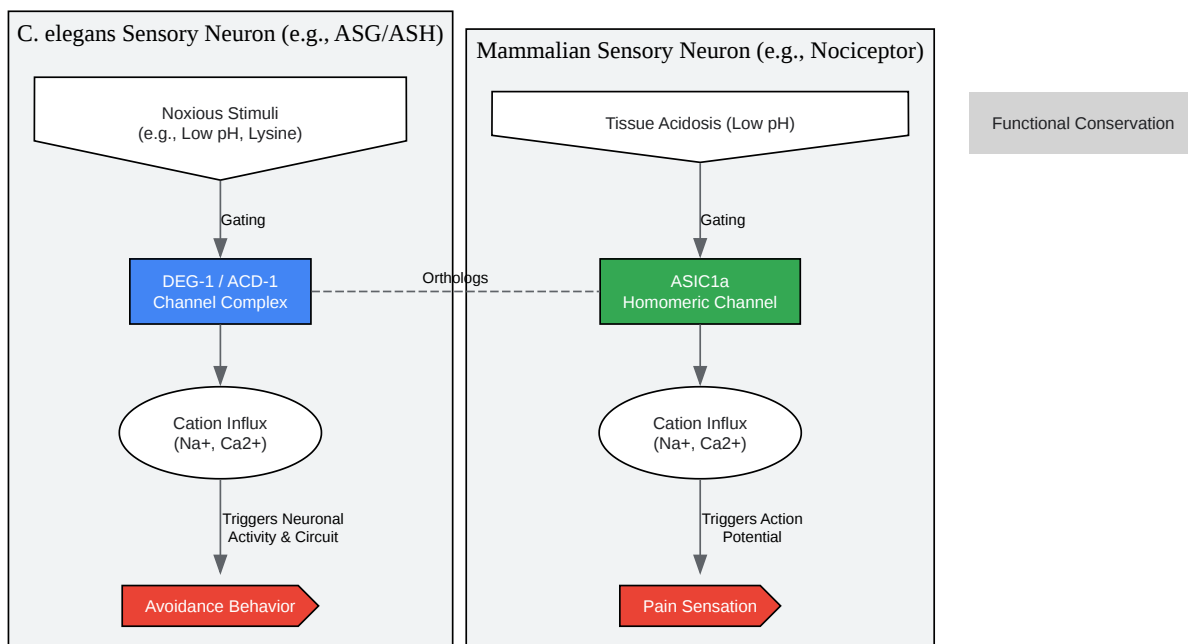 C. elegans Sensory Neuron (e.g., ASG/ASH)
Noxious Stimuli
(e.g., Low pH, Lysine)
Gating
DEG-1 / ACD-1
Channel Complex
Cation Influx
(Na+, Ca2+)
Triggers Neuronal
Activity & Circuit
Avoidance Behavior
Orthologs
Mammalian Sensory Neuron (e.g., Nociceptor)
Tissue Acidosis (Low pH)
Gating
ASIC1a
Homomeric Channel
Cation Influx
(Na+, Ca2+)
Triggers Action
Potential
Pain Sensation
Functional Conservation